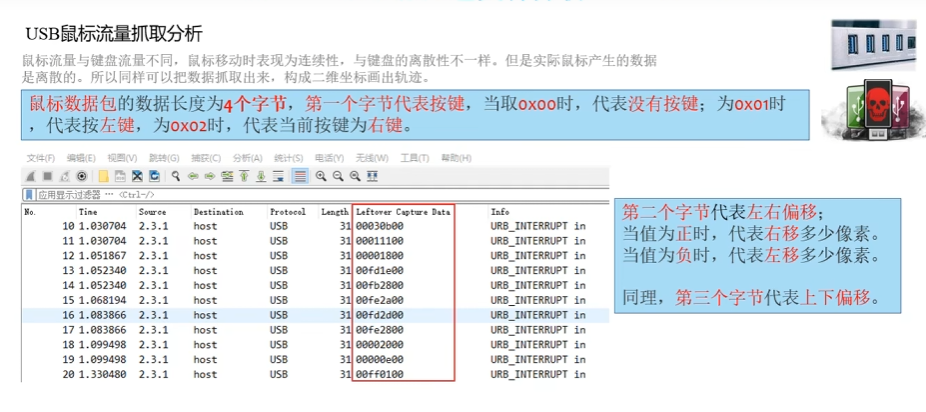 USB鼠标流量抓取分析
鼠标流量与键盘流量不同，鼠标移动时表现为连续性，与键盘的离散性不一样。但是实际鼠标产生的数据
是离散的。所以同样可以把数据抓取出来，构成二维坐标画出轨迹。
鼠标数据包的数据长度为4个字节，第一个字节代表按键，当取0x00时，代表没有按键；为0x01时
，代表按左键，为0x02时，代表当前按键为右键。
文件(F) 编辑(E) 视图(V) 跳转(G) 捕获(C) 分析(A) 统计(S) 电话(Y) 无线(W) 工具(T) 帮助(H)
应用显示过滤器 … <Ctrl-/>
No. Time Source Destination Protocol Length Leftover Capture Data Info
10 1.030704 2.3.1 host USB 31 00030b00 URB_INTERRUPT in
11 1.030704 2.3.1 host USB 31 00011100 URB_INTERRUPT in
12 1.051867 2.3.1 host USB 31 00001800 URB_INTERRUPT in
13 1.052340 2.3.1 host USB 31 00fd1e00 URB_INTERRUPT in
14 1.052340 2.3.1 host USB 31 00fb2800 URB_INTERRUPT in
15 1.068194 2.3.1 host USB 31 00fe2a00 URB_INTERRUPT in
16 1.083866 2.3.1 host USB 31 00fd2d00 URB_INTERRUPT in
17 1.083866 2.3.1 host USB 31 00fe2800 URB_INTERRUPT in
18 1.099498 2.3.1 host USB 31 00002000 URB_INTERRUPT in
19 1.099498 2.3.1 host USB 31 00000e00 URB_INTERRUPT in
20 1.330480 2.3.1 host USB 31 00ff0100 URB_INTERRUPT in
第二个字节代表左右偏移；
当值为正时，代表右移多少像素。
当值为负时，代表左移多少像素。
同理，第三个字节代表上下偏移。